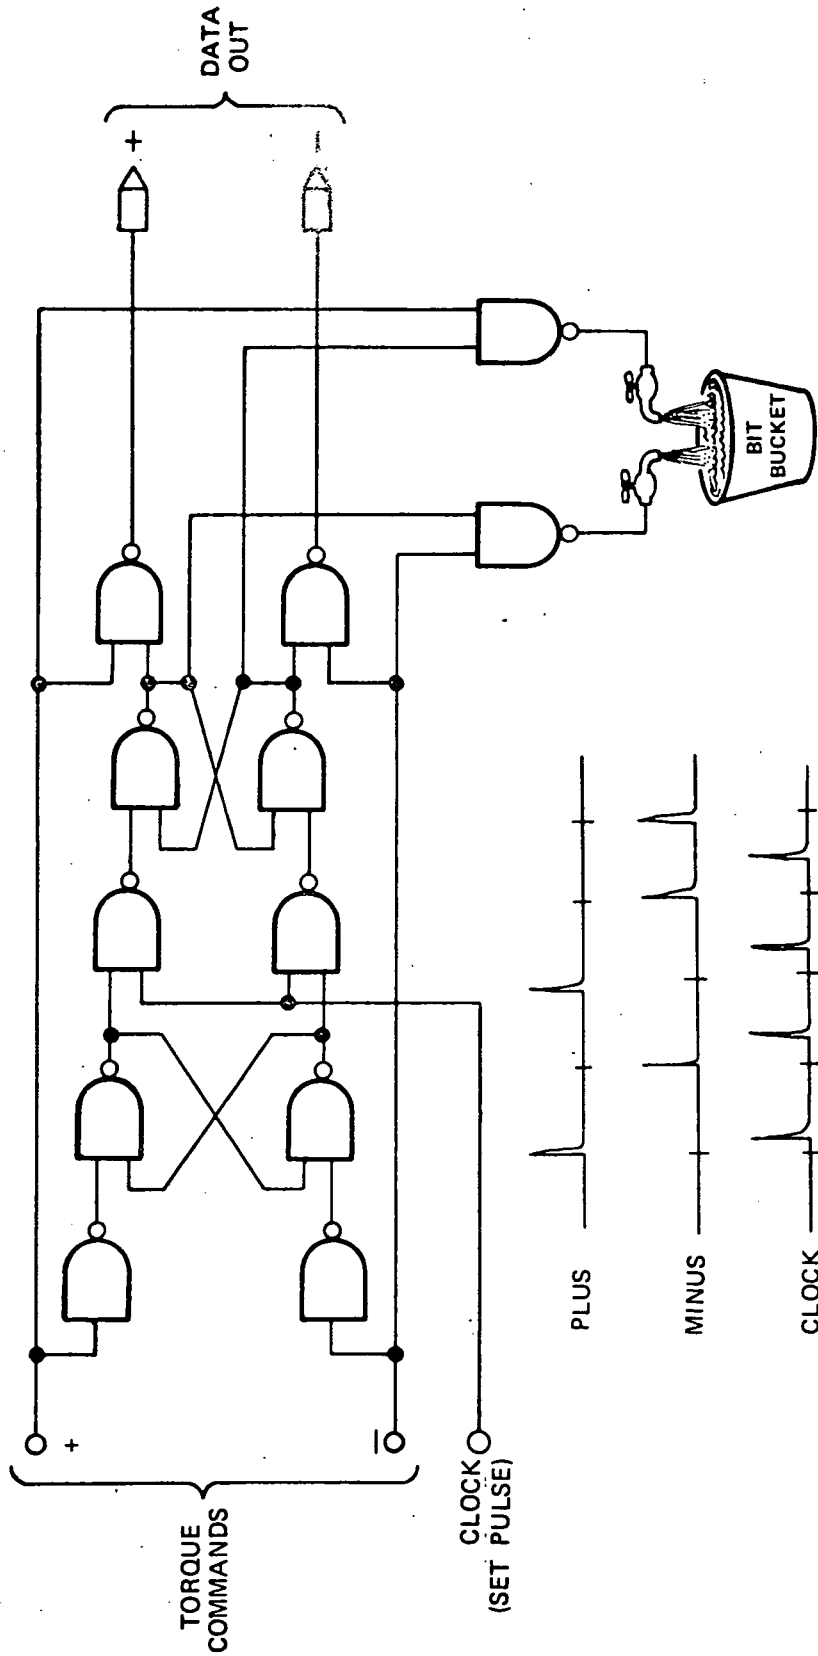 TORQUE
COMMANDS
+
–
CLOCK
(SET PULSE)
DATA
OUT
+
–
BIT
BUCKET
PLUS
MINUS
CLOCK